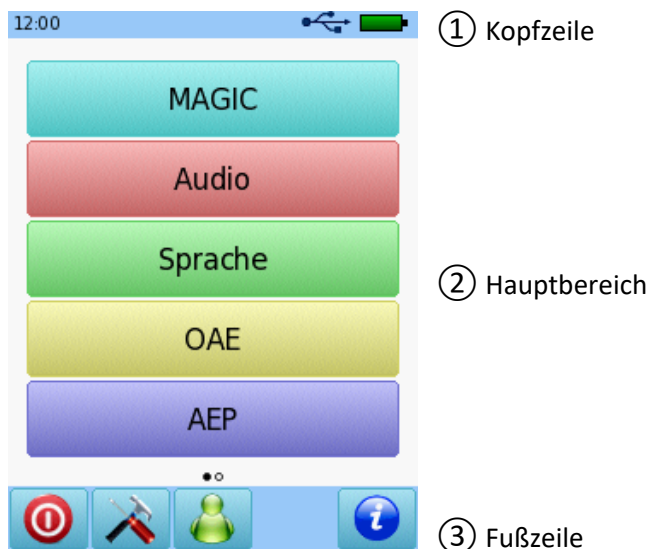 12:00
① Kopfzeile
MAGIC
Audio
Sprache
② Hauptbereich
OAE
AEP
③ Fußzeile